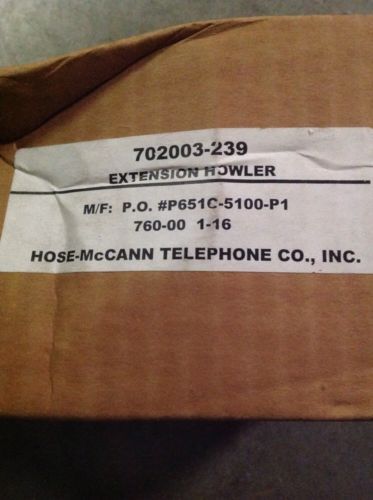 702003-239
EXTENSION HOWLER
M/F: P.O. #P651C-5100-P1
760-00 1-16
HOSE-McCANN TELEPHONE CO., INC.